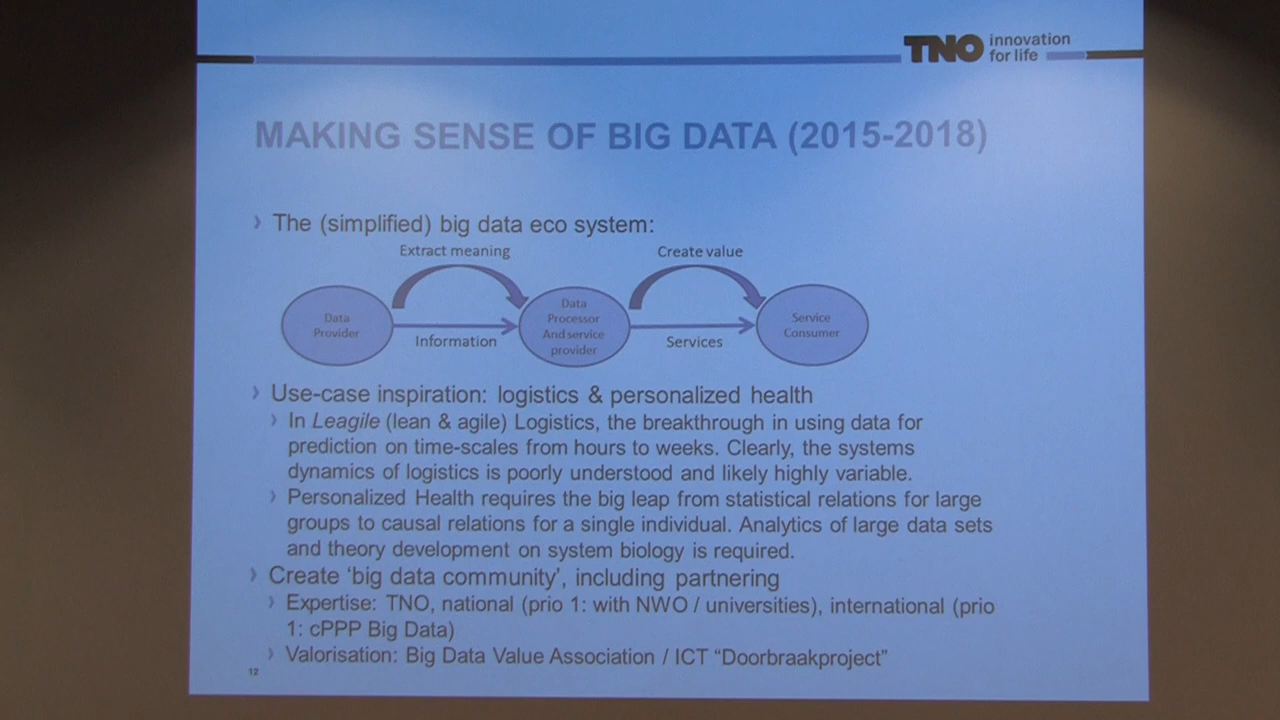 TNO innovation
for life
MAKING SENSE OF BIG DATA (2015-2018)
The (simplified) big data eco system:
Extract meaning
Create value
Data
Provider
Information
Data
Processor
And service
provider
Services
Service
Consumer
Use-case inspiration: logistics & personalized health
In Leagile (lean & agile) Logistics, the breakthrough in using data for
prediction on time-scales from hours to weeks. Clearly, the systems
dynamics of logistics is poorly understood and likely highly variable.
Personalized Health requires the big leap from statistical relations for large
groups to causal relations for a single individual. Analytics of large data sets
and theory development on system biology is required.
Create ‘big data community’, including partnering
Expertise: TNO, national (prio 1: with NWO / universities), international (prio
1: cPPP Big Data)
Valorisation: Big Data Value Association / ICT “Doorbraakproject”
12